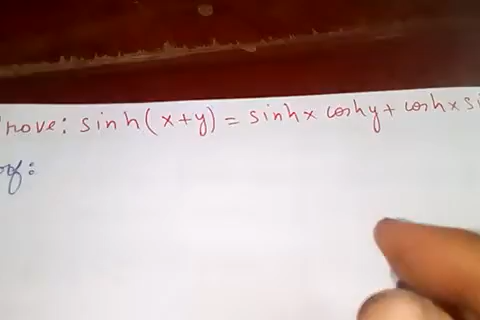 rove: sinh(x+y) = sinhx coshy + coshx si
of: